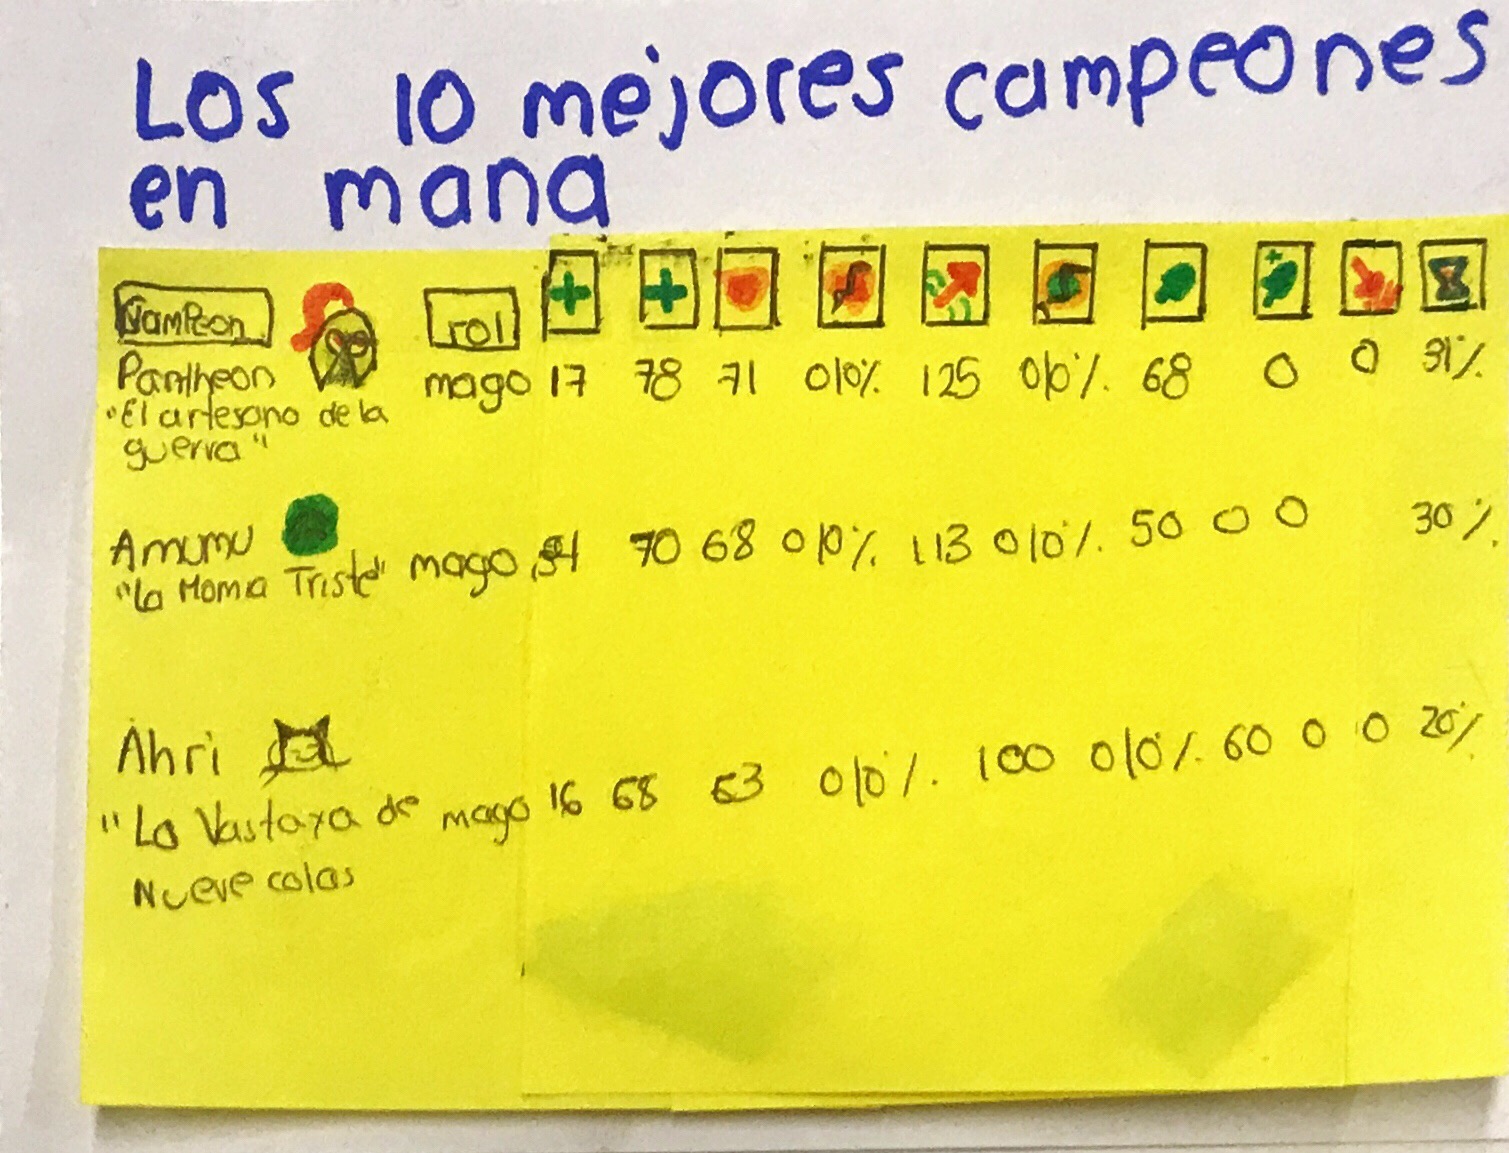 Los 10 mejores campeones
en mana
Campeon rol
Pantheon mago 17 78 71 0|0% 125 0|0%. 68 0 0 31%
"El artesano de la
guerra"
Amumu mago 70 68 0|0%. 113 0|0%. 50 0 0 30%.
"La Momia Triste"
Ahri mago 16 68 63 0|0%. 100 0|0%. 60 0 0 20%
"La Vastaya de
Nueve colas